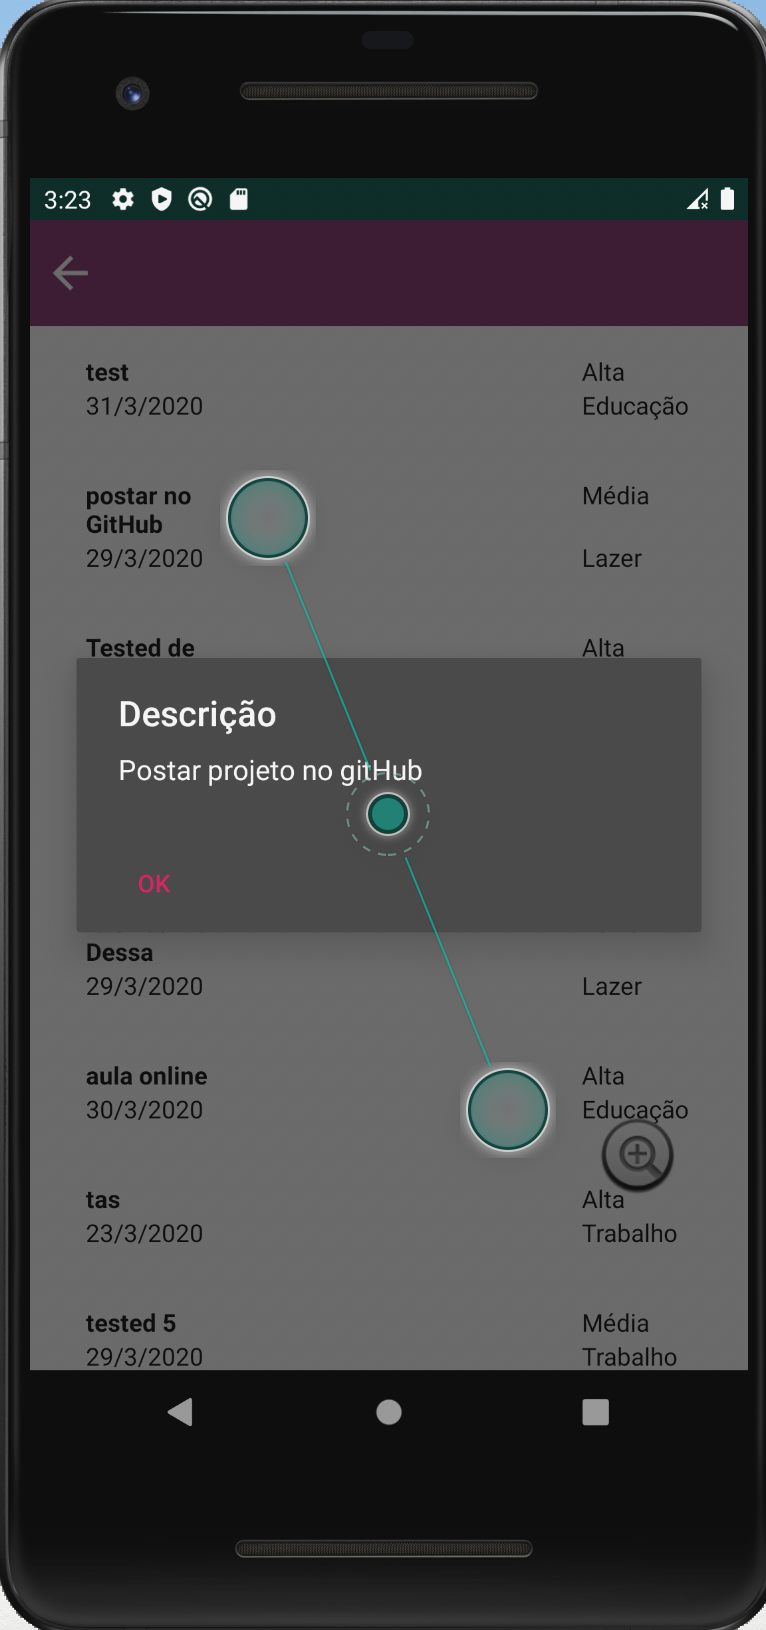 3:23
test Alta
31/3/2020 Educação
postar no Média
GitHub
29/3/2020 Lazer
Tested de Alta
Descrição
Postar projeto no gitHub
OK
Dessa
29/3/2020 Lazer
aula online Alta
30/3/2020 Educação
tas Alta
23/3/2020 Trabalho
tested 5 Média
29/3/2020 Trabalho